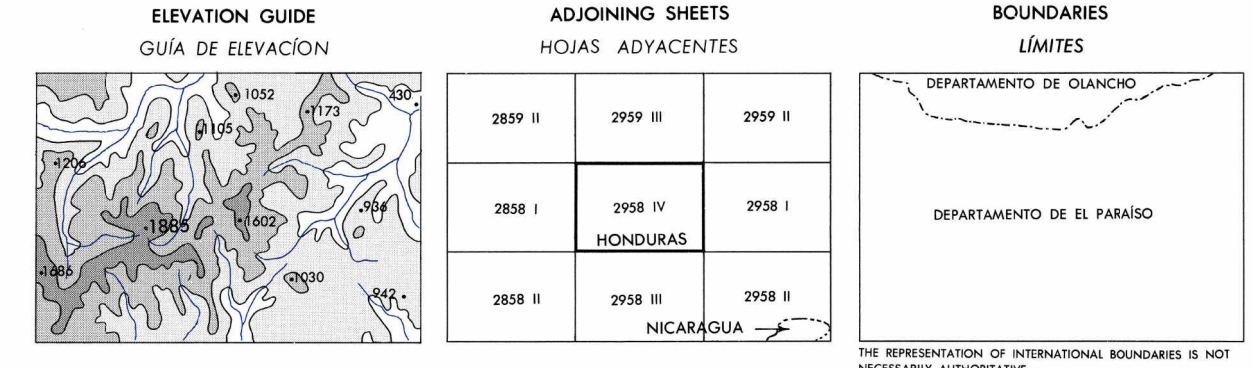 ELEVATION GUIDE
GUÍA DE ELEVACÍON
1052
430
1173
1105
1206
936
1885
1602
1686
1030
942
ADJOINING SHEETS
HOJAS ADYACENTES
2859 II
2959 III
2959 II
2858 I
2958 IV
2958 I
HONDURAS
2858 II
2958 III
2958 II
NICARAGUA
BOUNDARIES
LÍMITES
DEPARTAMENTO DE OLANCHO
DEPARTAMENTO DE EL PARAÍSO
THE REPRESENTATION OF INTERNATIONAL BOUNDARIES IS NOT
NECESSARILY AUTHORITATIVE